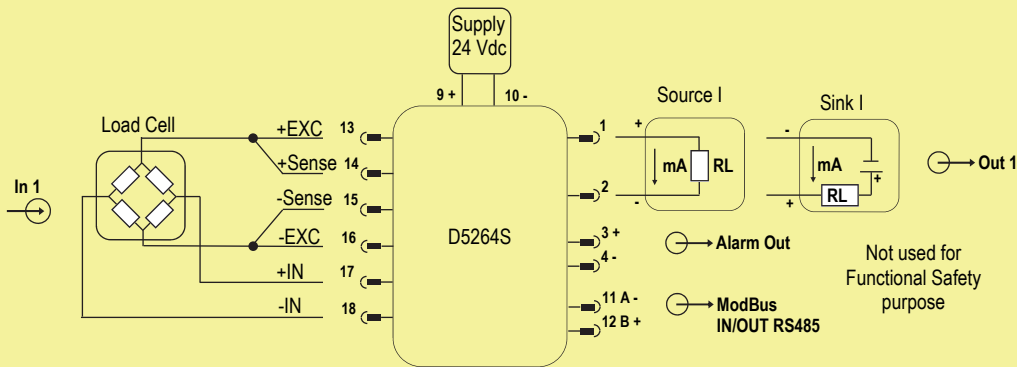 Supply
24 Vdc
9 +
10 -
Load Cell
In 1
+EXC
13
+Sense
14
-Sense
15
-EXC
16
+IN
17
-IN
18
D5264S
1
2
3 +
4 -
11 A -
12 B +
Source I
+
mA
RL
-
Sink I
-
mA
+
RL
+
Out 1
Alarm Out
ModBus
IN/OUT RS485
Not used for
Functional Safety
purpose